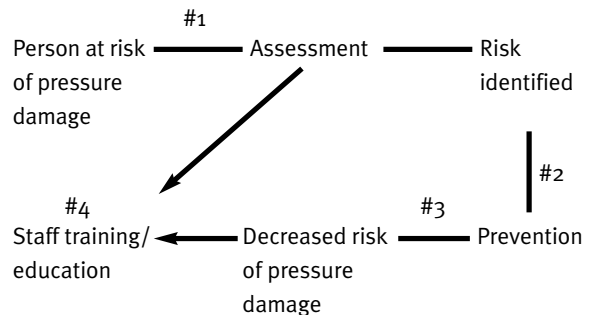 #1
Person at risk
of pressure
damage
Assessment
Risk
identified
#2
#4
Staff training/
education
Decreased risk
of pressure
damage
#3
Prevention